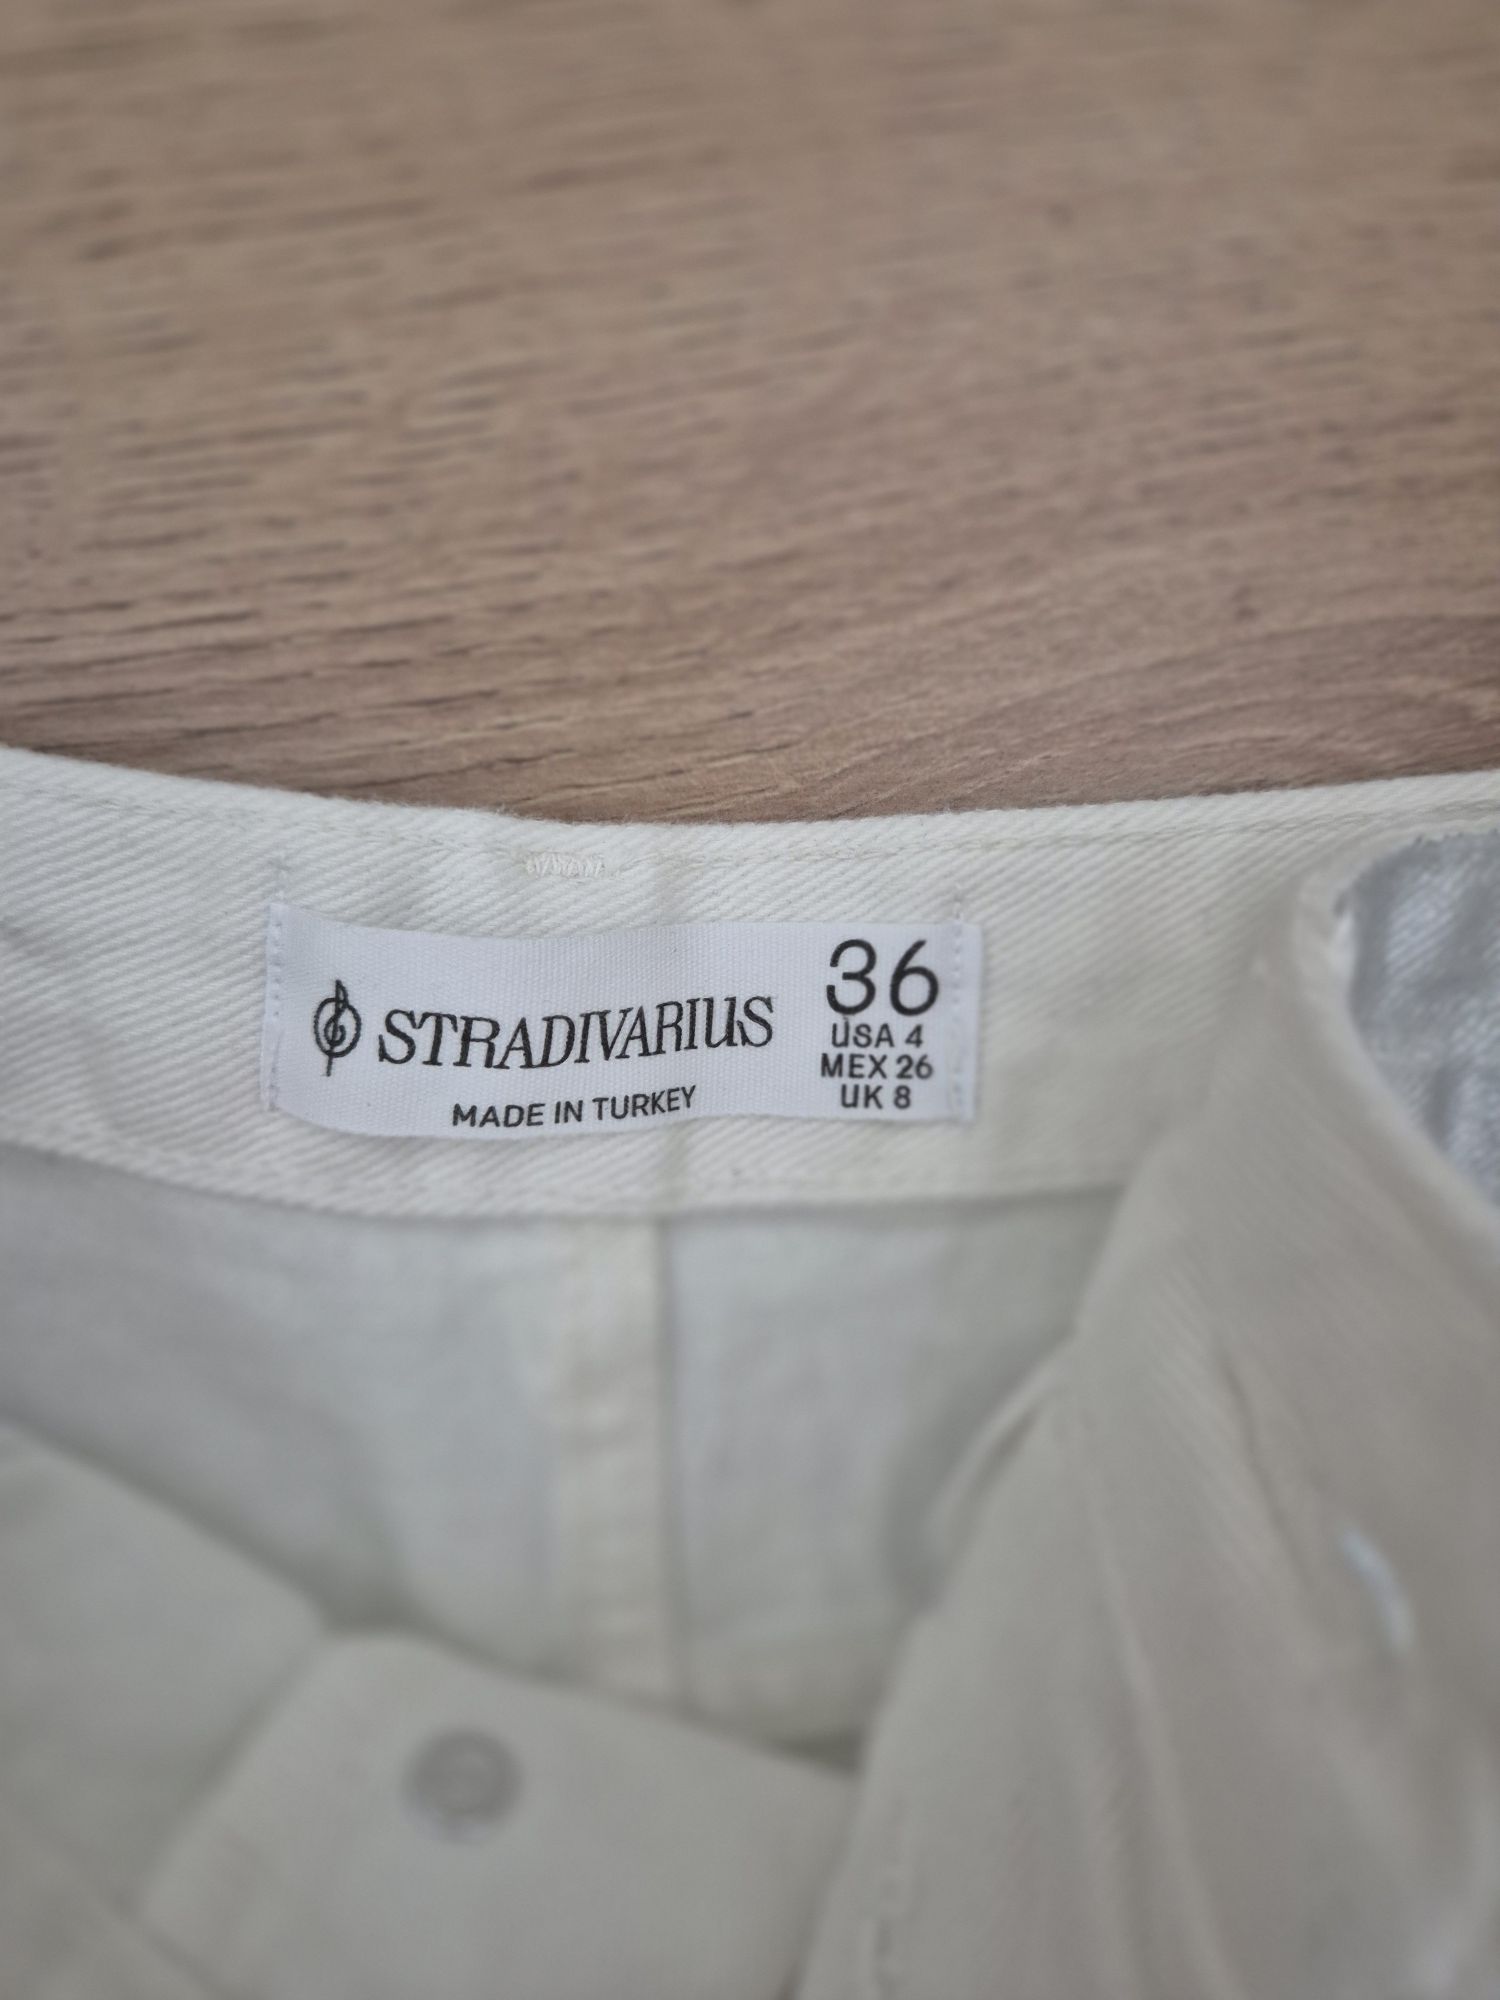 STRADIVARIUS
MADE IN TURKEY
36
USA 4
MEX 26
UK 8